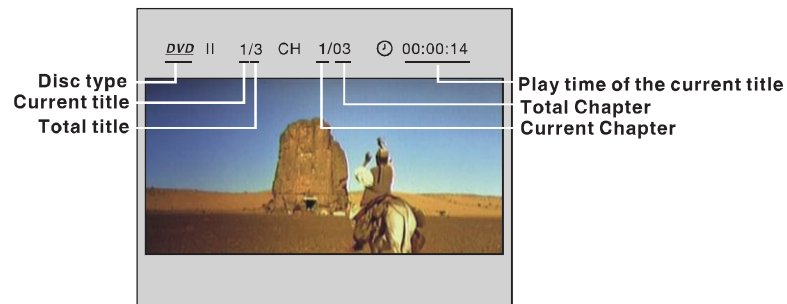 DVD II 1/3 CH 1/03 00:00:14
Disc type
Current title
Total title
Play time of the current title
Total Chapter
Current Chapter